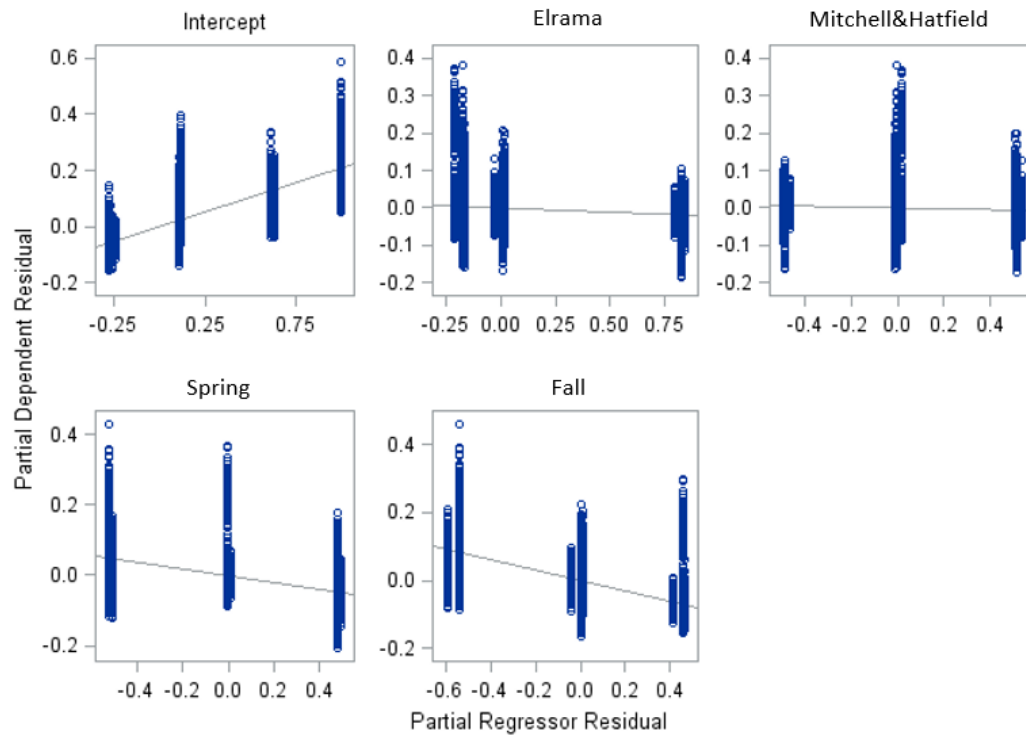 Intercept
Elrama
Mitchell&Hatfield
0.6
0.4
0.2
0.0
-0.2
-0.25 0.25 0.75
0.4
0.3
0.2
0.1
0.0
-0.1
-0.2
-0.25 0.00 0.25 0.50 0.75
0.4
0.3
0.2
0.1
0.0
-0.1
-0.2
-0.4 -0.2 0.0 0.2 0.4
Partial Dependent Residual
Spring
Fall
0.4
0.2
0.0
-0.2
-0.4 -0.2 0.0 0.2 0.4
0.4
0.2
0.0
-0.2
-0.6 -0.4 -0.2 0.0 0.2 0.4
Partial Regressor Residual